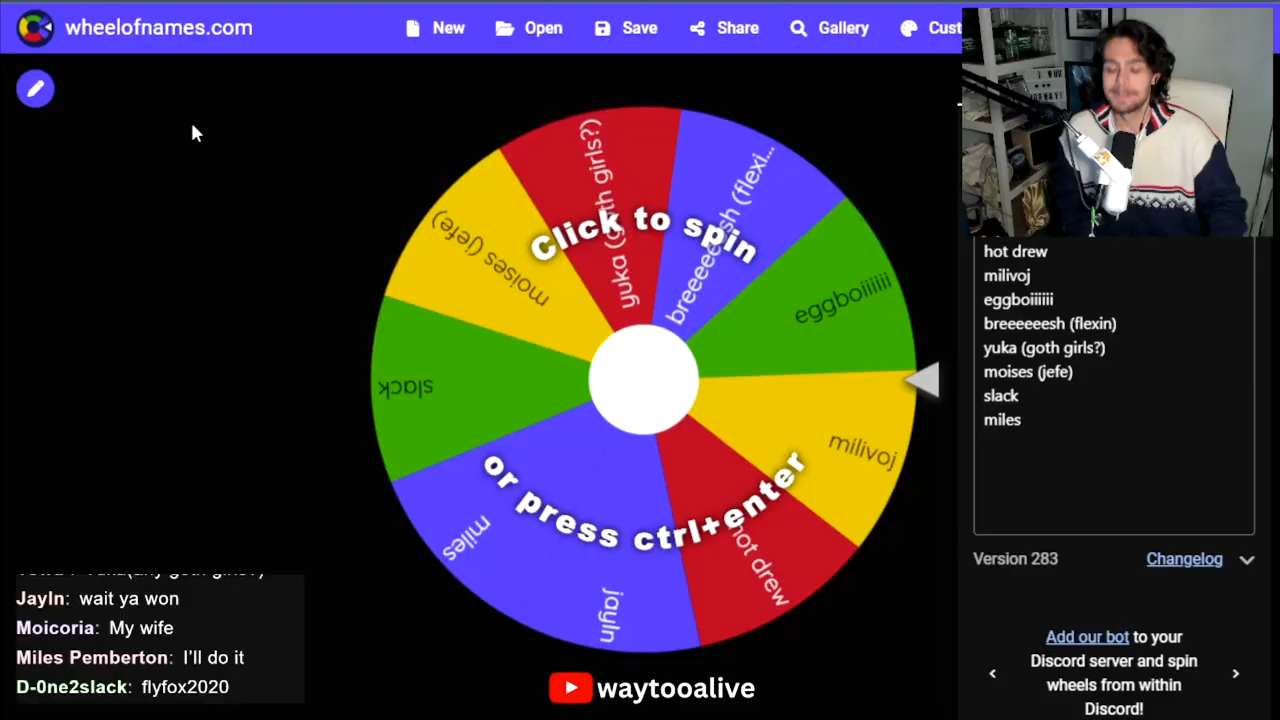 wheelofnames.com
New
Open
Save
Share
Gallery
Cust
yuka (goth girls?)
breeeeeesh (flexi...
eggboiiiiii
milivoj
hot drew
jayln
miles
slack
moises (jefe)
Click to spin
or press ctrl+enter
hot drew
milivoj
eggboiiiiii
breeeeeesh (flexin)
yuka (goth girls?)
moises (jefe)
slack
miles
Version 283
Changelog
Add our bot to your
Discord server and spin
wheels from within
Discord!
Jayln: wait ya won
Moicoria: My wife
Miles Pemberton: I'll do it
D-0ne2slack: flyfox2020
waytooalive